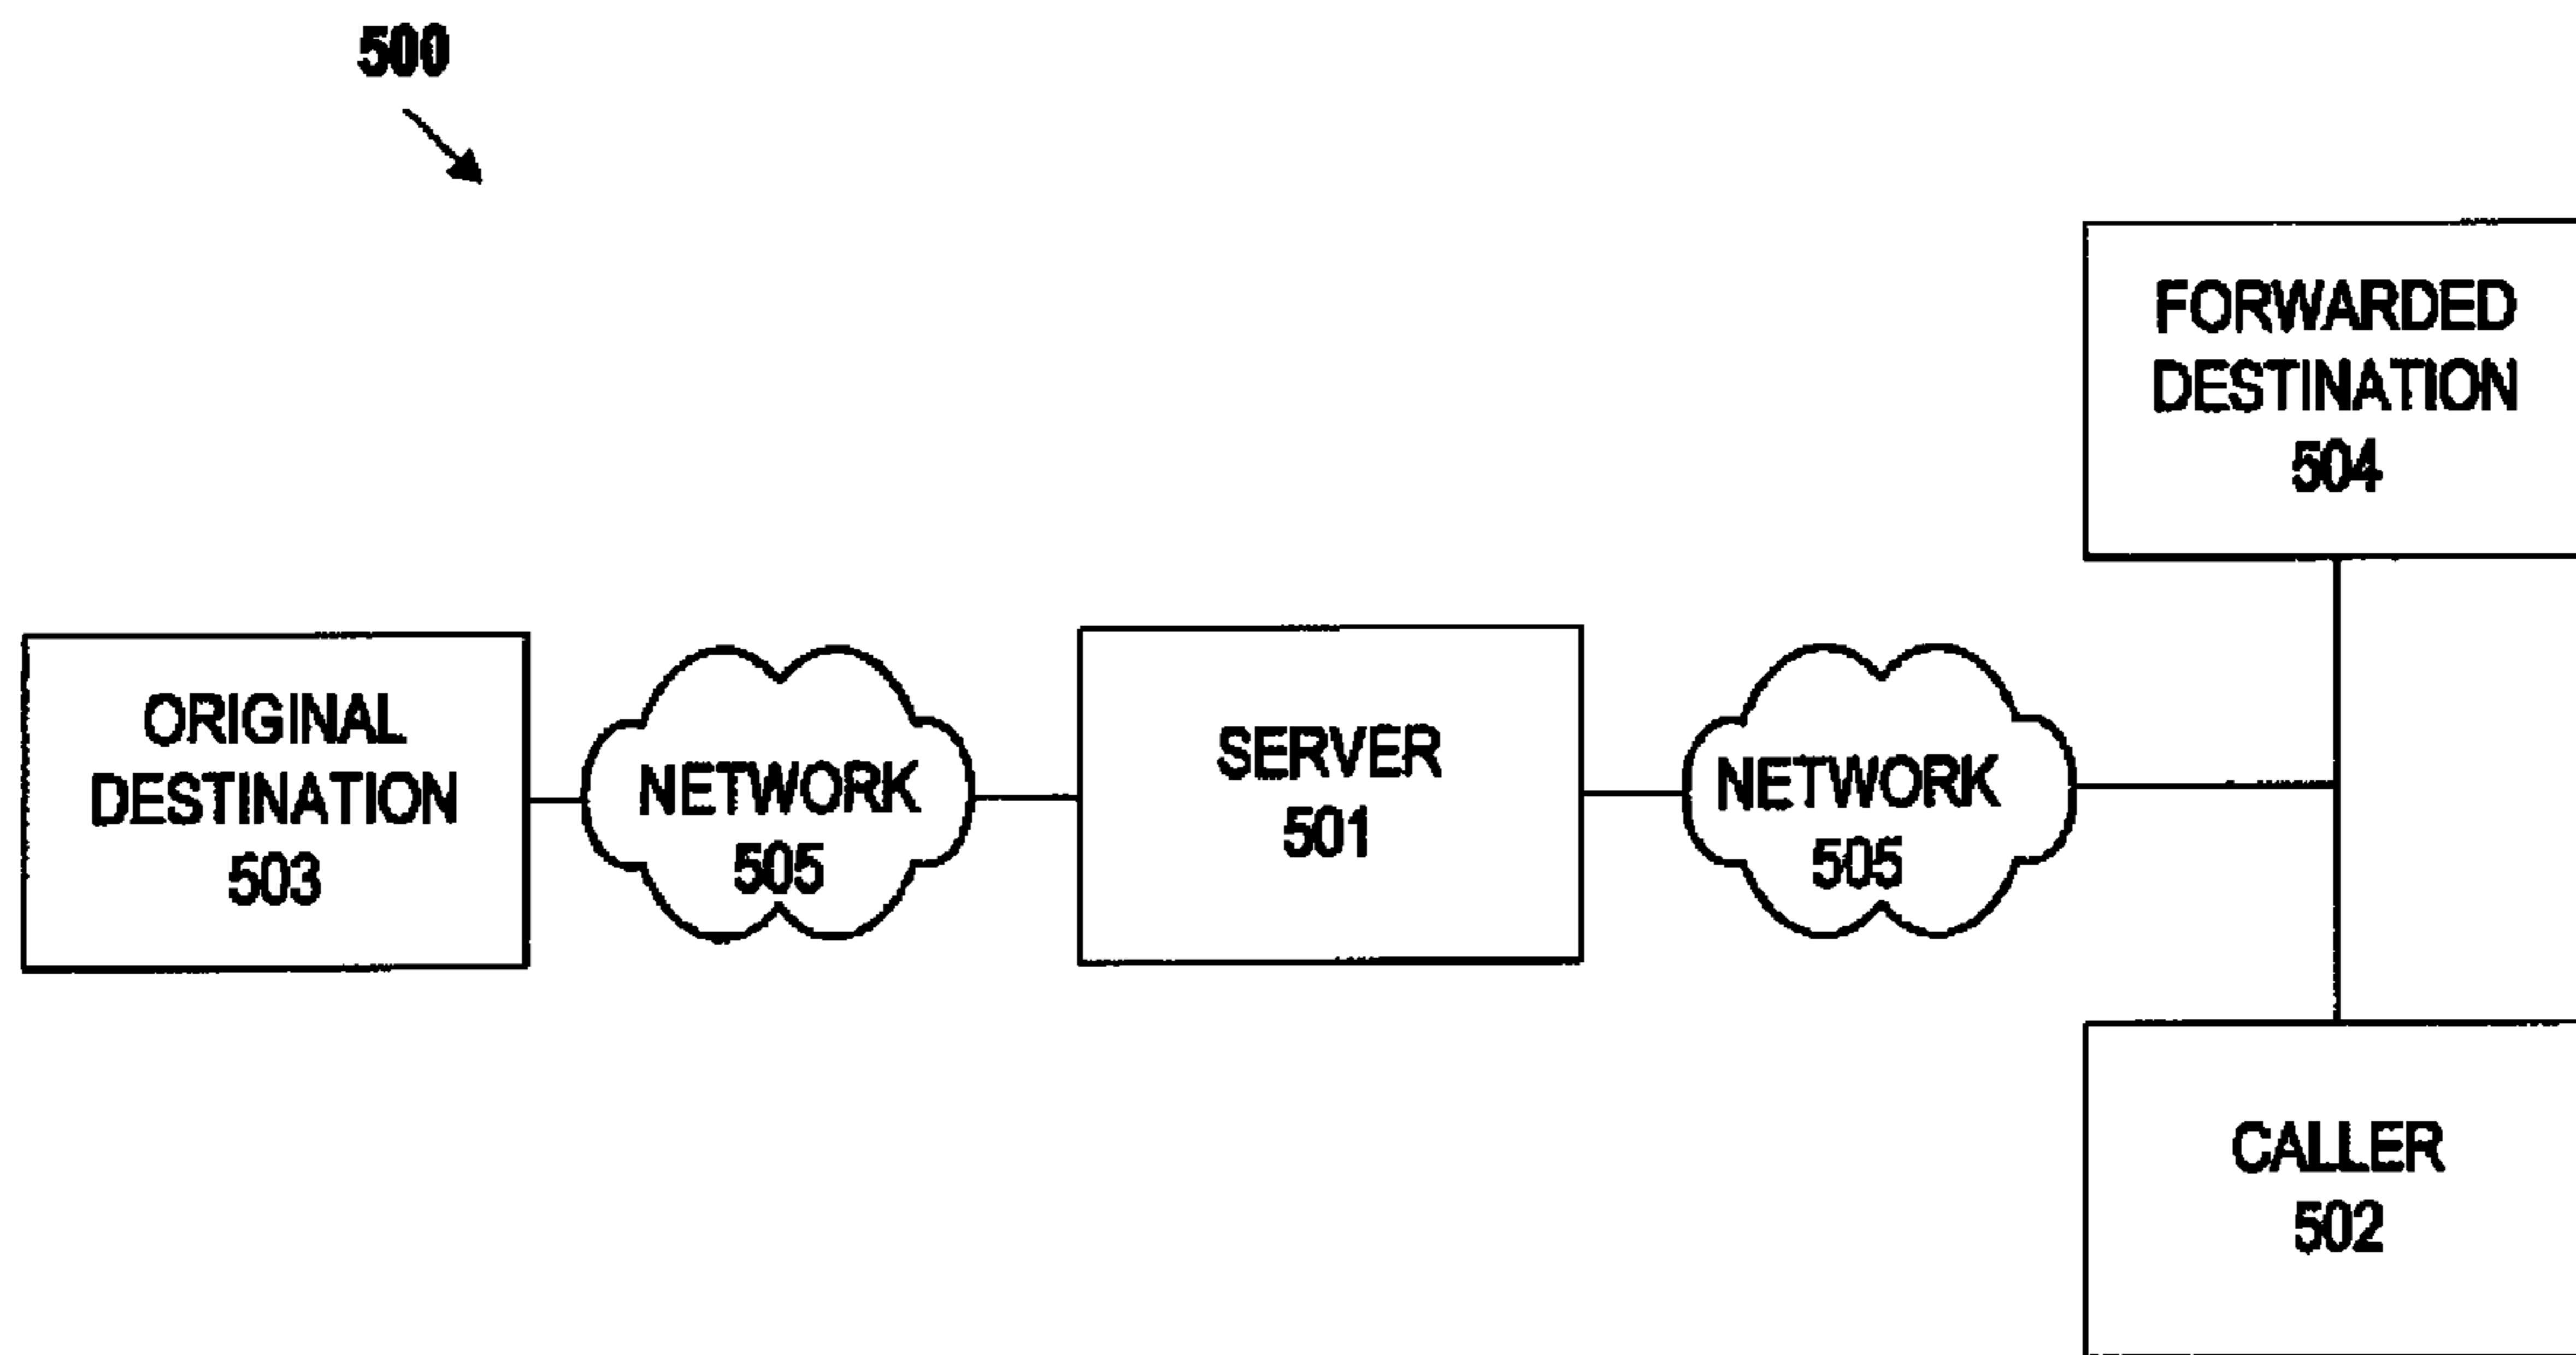 500
FORWARDED
DESTINATION
504
ORIGINAL
DESTINATION
503
NETWORK
505
SERVER
501
NETWORK
505
CALLER
502